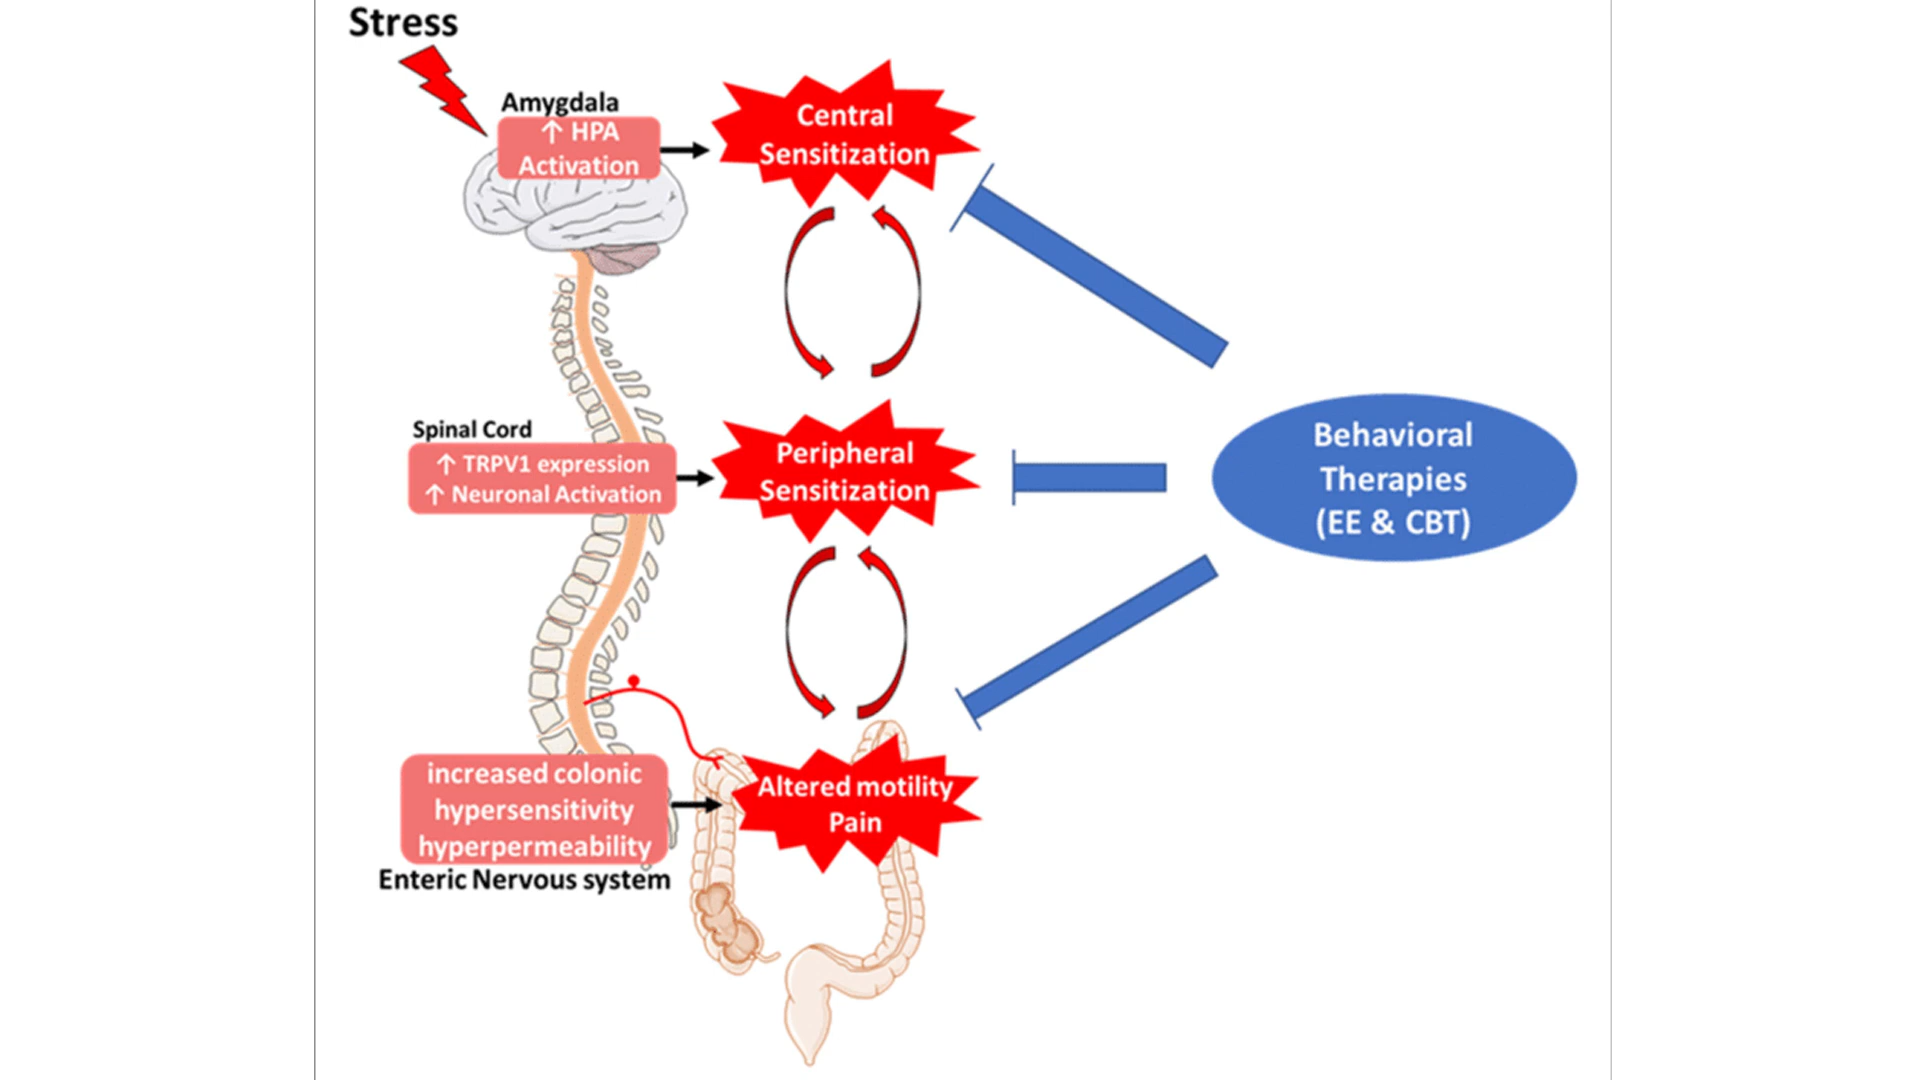 Stress
Amygdala
↑ HPA
Activation
Central
Sensitization
Spinal Cord
↑ TRPV1 expression
↑ Neuronal Activation
Peripheral
Sensitization
Behavioral
Therapies
(EE & CBT)
increased colonic
hypersensitivity
hyperpermeability
Enteric Nervous system
Altered motility
Pain